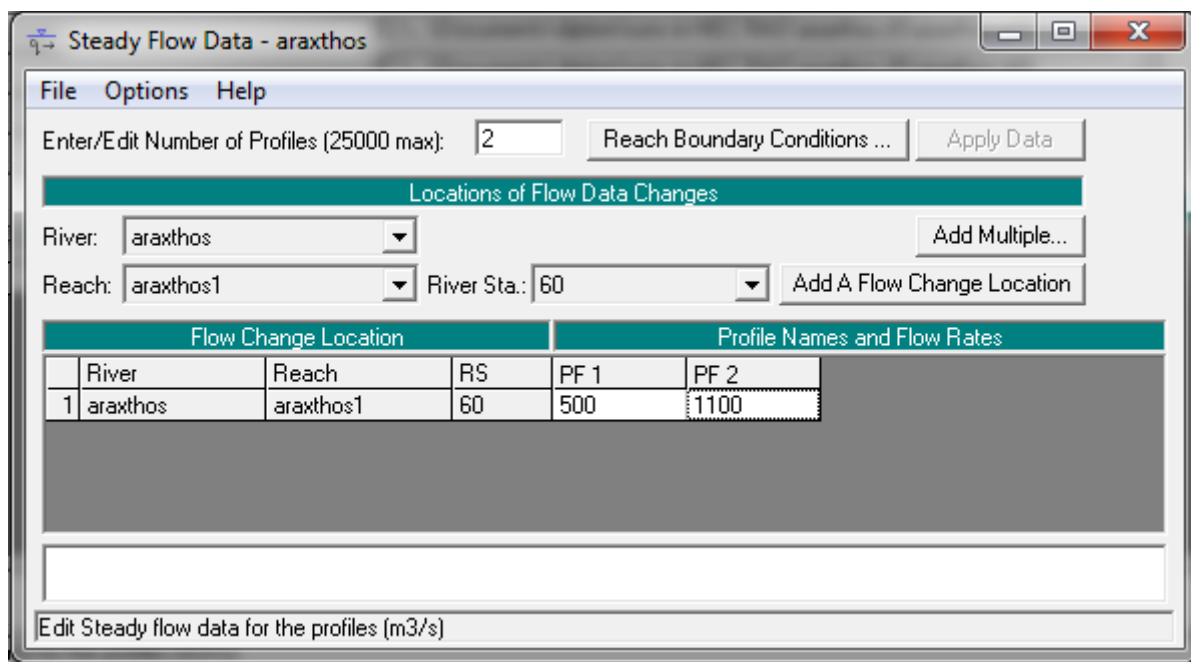 Steady Flow Data - araxthos
File Options Help
Enter/Edit Number of Profiles (25000 max): 2 Reach Boundary Conditions ... Apply Data
Locations of Flow Data Changes
River: araxthos Add Multiple...
Reach: araxthos1 River Sta.: 60 Add A Flow Change Location
Flow Change Location Profile Names and Flow Rates
River Reach RS PF 1 PF 2
1 araxthos araxthos1 60 500 1100
Edit Steady flow data for the profiles (m3/s)